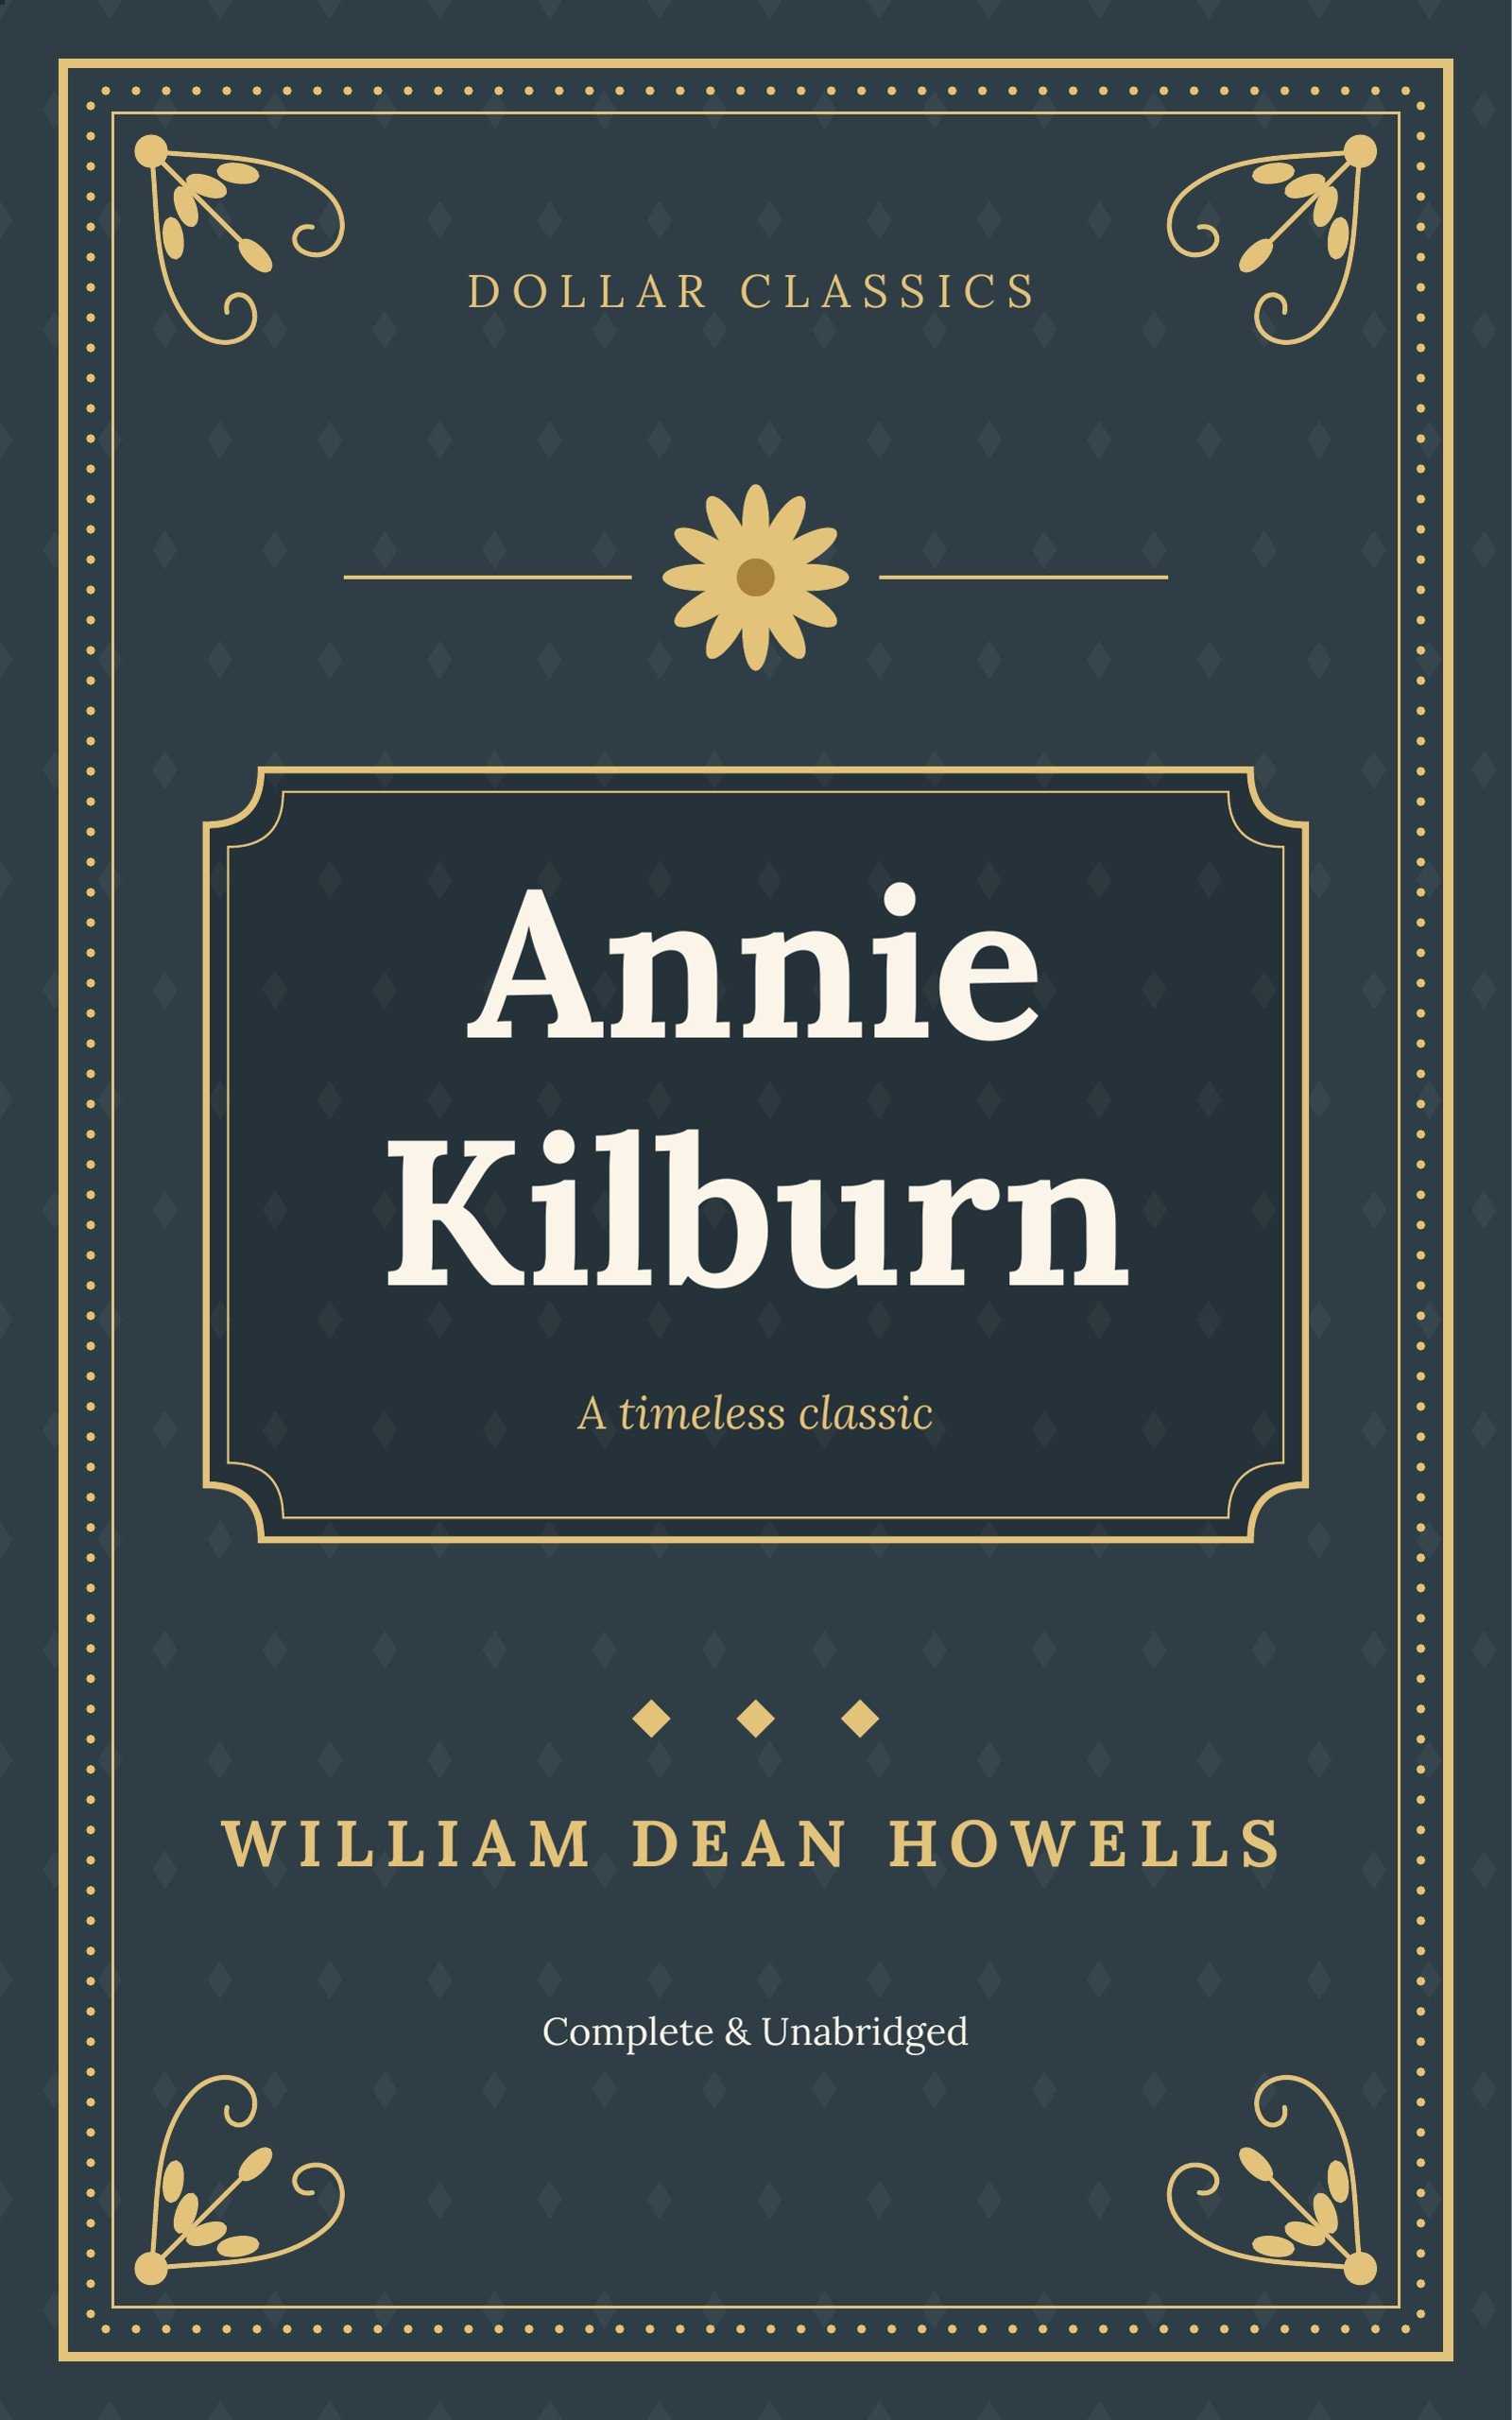 DOLLAR CLASSICS
Annie
Kilburn
A timeless classic
WILLIAM DEAN HOWELLS
Complete & Unabridged